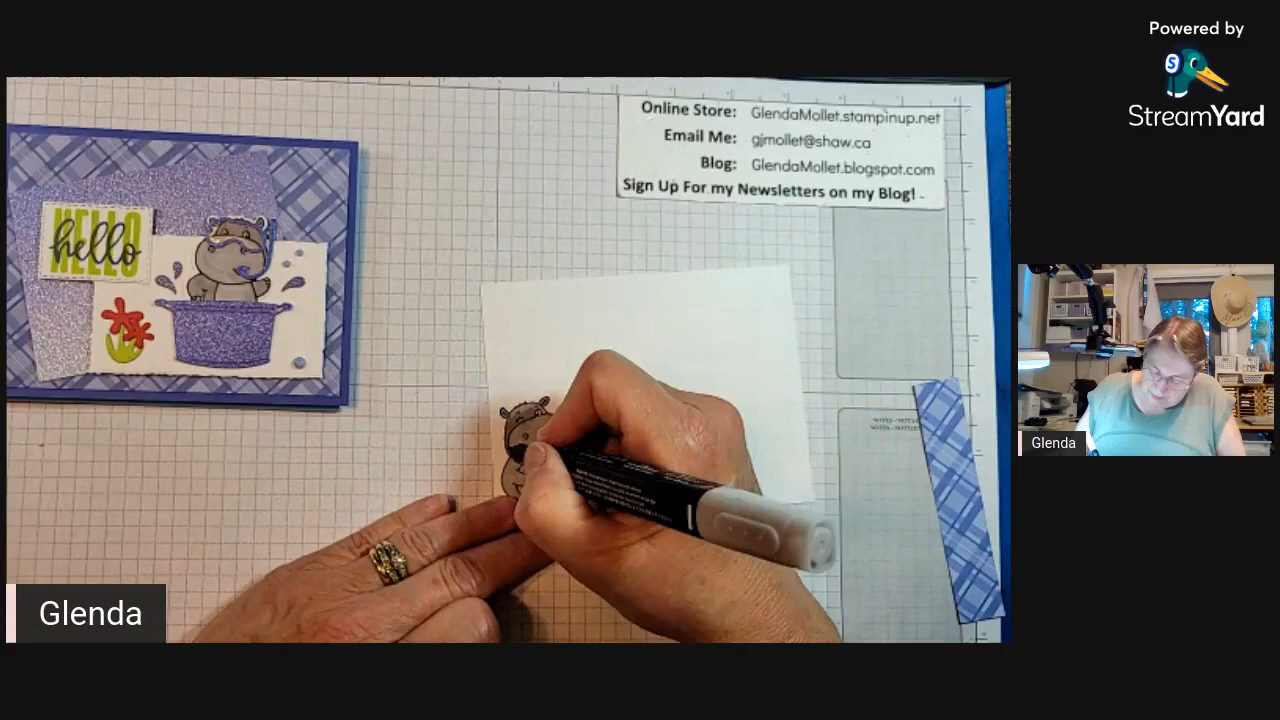 Powered by
S
StreamYard
Online Store: GlendaMollet.stampinup.net
Email Me: gjmollet@shaw.ca
Blog: GlendaMollet.blogspot.com
Sign Up For my Newsletters on my Blog!
HELLO
hello
Glenda
Glenda